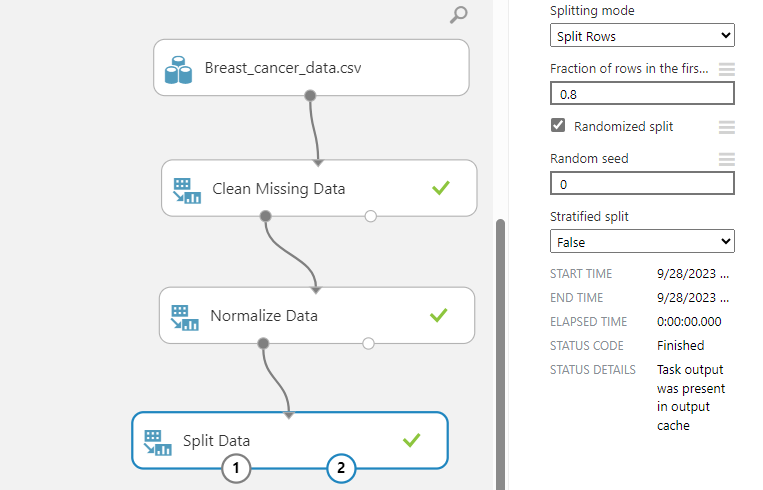 Breast_cancer_data.csv
Clean Missing Data
Normalize Data
Split Data
1
2
Splitting mode
Split Rows
Fraction of rows in the firs...
0.8
Randomized split
Random seed
0
Stratified split
False
START TIME 9/28/2023 ...
END TIME 9/28/2023 ...
ELAPSED TIME 0:00:00.000
STATUS CODE Finished
STATUS DETAILS Task output
was present
in output
cache